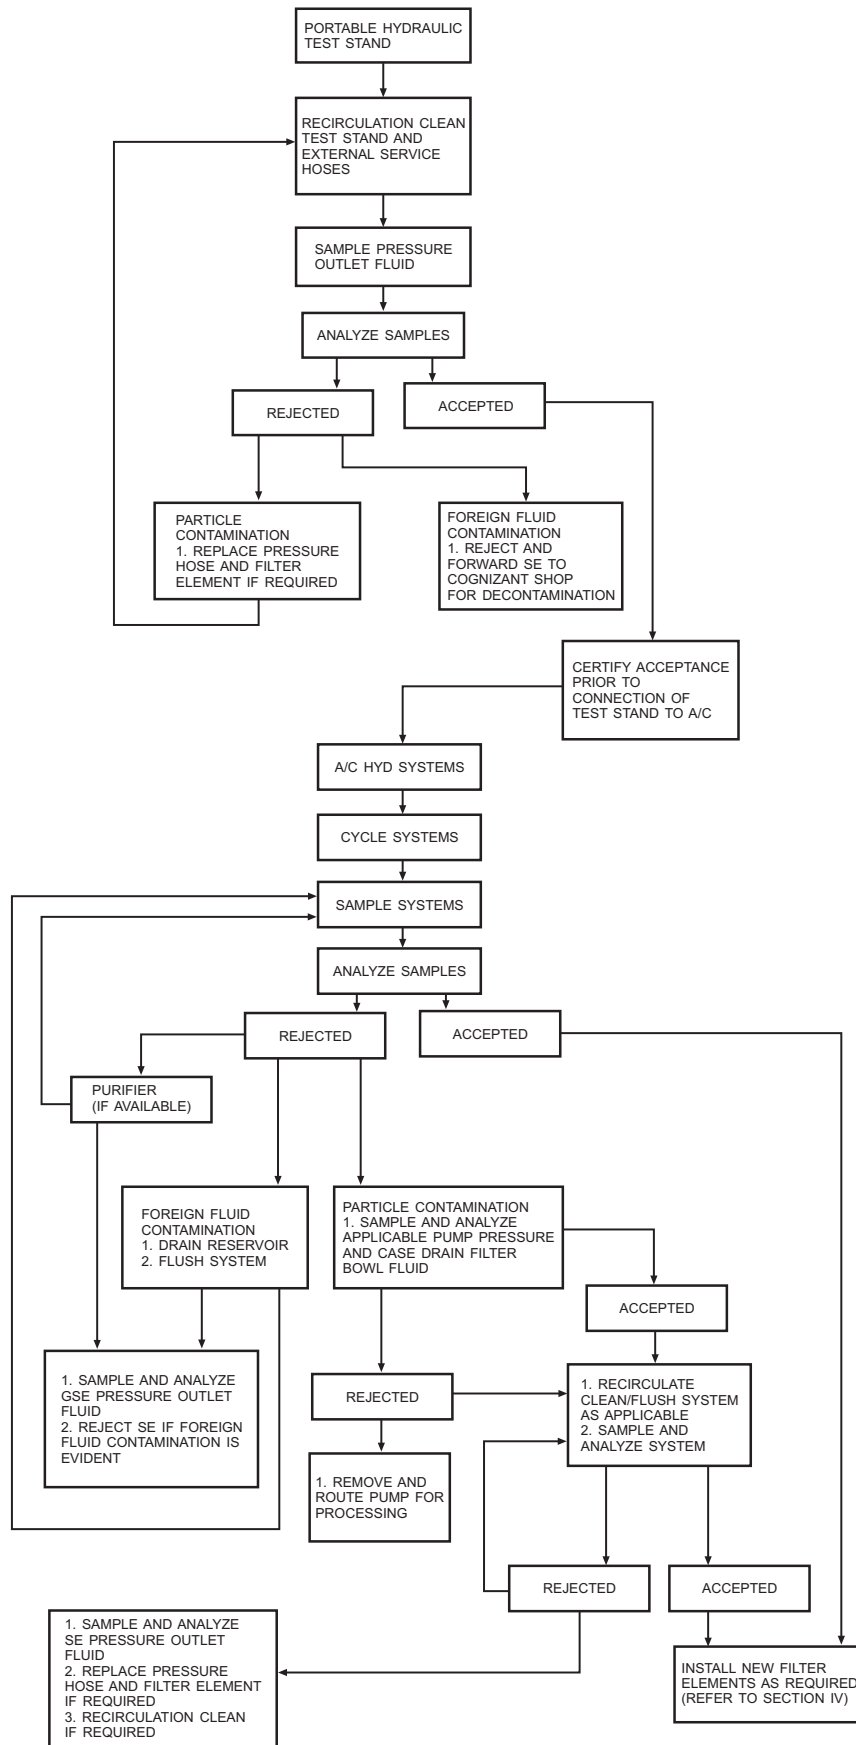 PORTABLE HYDRAULIC
TEST STAND
RECIRCULATION CLEAN
TEST STAND AND
EXTERNAL SERVICE
HOSES
SAMPLE PRESSURE
OUTLET FLUID
ANALYZE SAMPLES
REJECTED
ACCEPTED
PARTICLE
CONTAMINATION
1. REPLACE PRESSURE
HOSE AND FILTER
ELEMENT IF REQUIRED
FOREIGN FLUID
CONTAMINATION
1. REJECT AND
FORWARD SE TO
COGNIZANT SHOP
FOR DECONTAMINATION
CERTIFY ACCEPTANCE
PRIOR TO
CONNECTION OF
TEST STAND TO A/C
A/C HYD SYSTEMS
CYCLE SYSTEMS
SAMPLE SYSTEMS
ANALYZE SAMPLES
REJECTED
ACCEPTED
PURIFIER
(IF AVAILABLE)
FOREIGN FLUID
CONTAMINATION
1. DRAIN RESERVOIR
2. FLUSH SYSTEM
PARTICLE CONTAMINATION
1. SAMPLE AND ANALYZE
APPLICABLE PUMP PRESSURE
AND CASE DRAIN FILTER
BOWL FLUID
ACCEPTED
1. SAMPLE AND ANALYZE
GSE PRESSURE OUTLET
FLUID
2. REJECT SE IF FOREIGN
FLUID CONTAMINATION IS
EVIDENT
REJECTED
1. RECIRCULATE
CLEAN/FLUSH SYSTEM
AS APPLICABLE
2. SAMPLE AND
ANALYZE SYSTEM
1. REMOVE AND
ROUTE PUMP FOR
PROCESSING
REJECTED
ACCEPTED
1. SAMPLE AND ANALYZE
SE PRESSURE OUTLET
FLUID
2. REPLACE PRESSURE
HOSE AND FILTER ELEMENT
IF REQUIRED
3. RECIRCULATION CLEAN
IF REQUIRED
INSTALL NEW FILTER
ELEMENTS AS REQUIRED
(REFER TO SECTION IV)